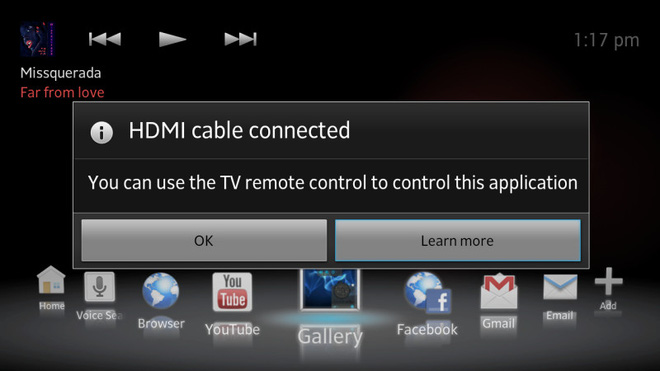 1:17 pm
Missquerada
Far from love
HDMI cable connected
You can use the TV remote control to control this application
OK
Learn more
Home
Voice Sea
Browser
You Tube
YouTube
Gallery
Facebook
Gmail
Email
Add